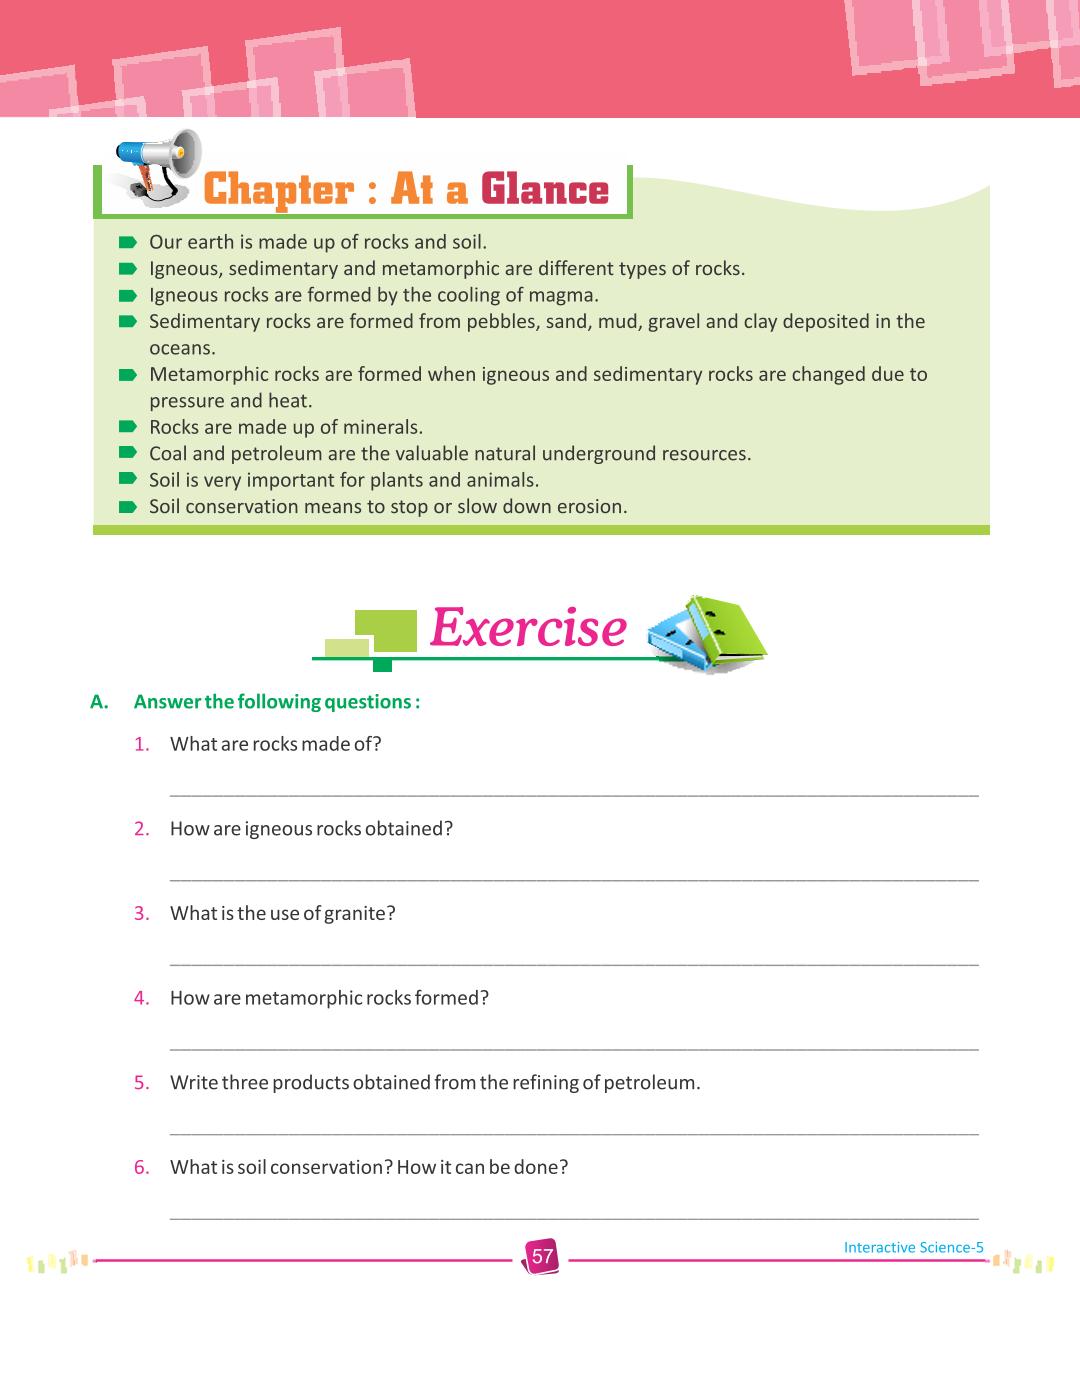 Chapter : At a Glance
Our earth is made up of rocks and soil.
Igneous, sedimentary and metamorphic are different types of rocks.
Igneous rocks are formed by the cooling of magma.
Sedimentary rocks are formed from pebbles, sand, mud, gravel and clay deposited in the
oceans.
Metamorphic rocks are formed when igneous and sedimentary rocks are changed due to
pressure and heat.
Rocks are made up of minerals.
Coal and petroleum are the valuable natural underground resources.
Soil is very important for plants and animals.
Soil conservation means to stop or slow down erosion.
Exercise
A. Answer the following questions :
1. What are rocks made of?
2. How are igneous rocks obtained?
3. What is the use of granite?
4. How are metamorphic rocks formed?
5. Write three products obtained from the refining of petroleum.
6. What is soil conservation? How it can be done?
57
Interactive Science-5